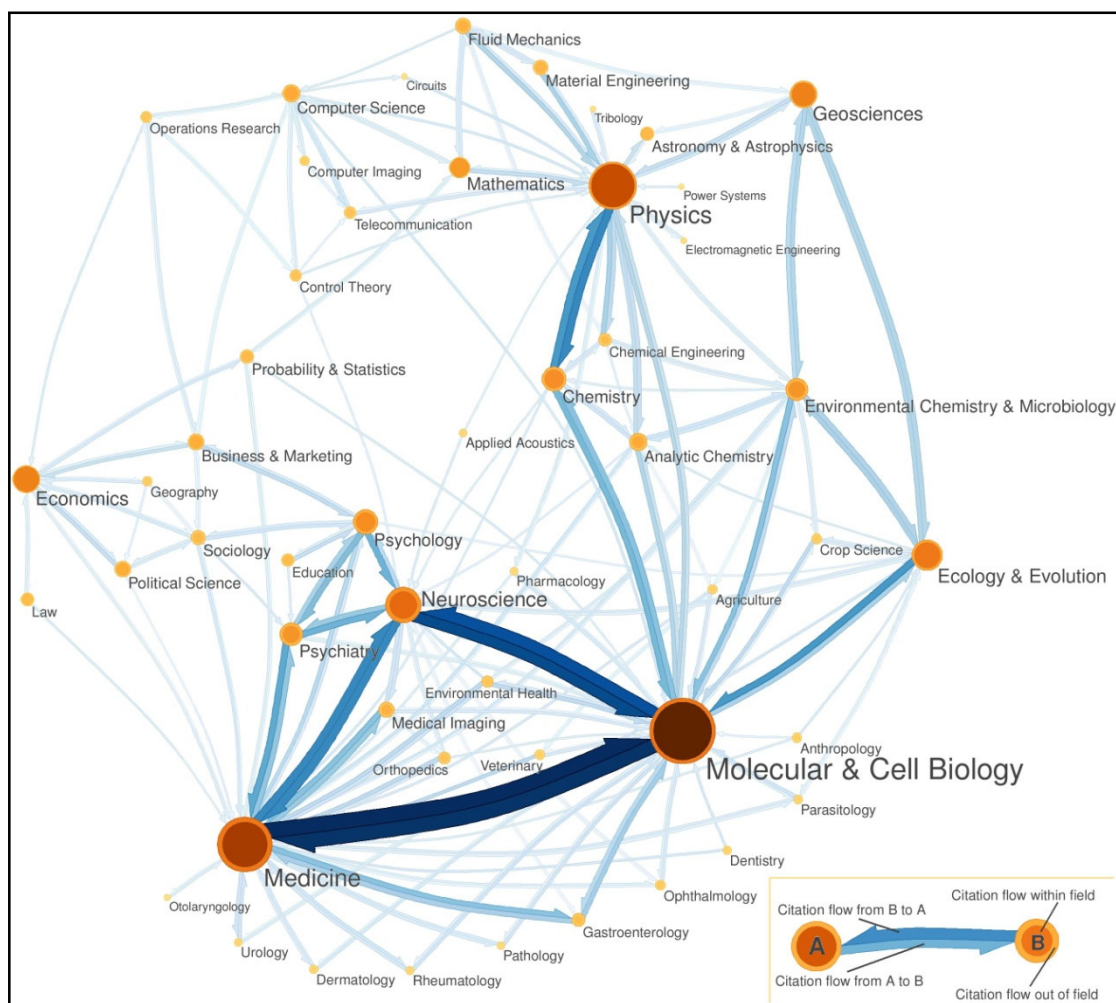 Fluid Mechanics
Material Engineering
Circuits
Computer Science
Geosciences
Tribology
Operations Research
Astronomy & Astrophysics
Computer Imaging
Mathematics
Power Systems
Physics
Telecommunication
Electromagnetic Engineering
Control Theory
Chemical Engineering
Probability & Statistics
Chemistry
Environmental Chemistry & Microbiology
Applied Acoustics
Analytic Chemistry
Business & Marketing
Economics
Geography
Psychology
Sociology
Crop Science
Education
Political Science
Pharmacology
Ecology & Evolution
Neuroscience
Agriculture
Law
Psychiatry
Environmental Health
Medical Imaging
Anthropology
Orthopedics
Veterinary
Molecular & Cell Biology
Parasitology
Dentistry
Medicine
Ophthalmology
Otolaryngology
Gastroenterology
Urology
Pathology
Dermatology
Rheumatology
Citation flow from B to A
Citation flow within field
A
B
Citation flow from A to B
Citation flow out of field